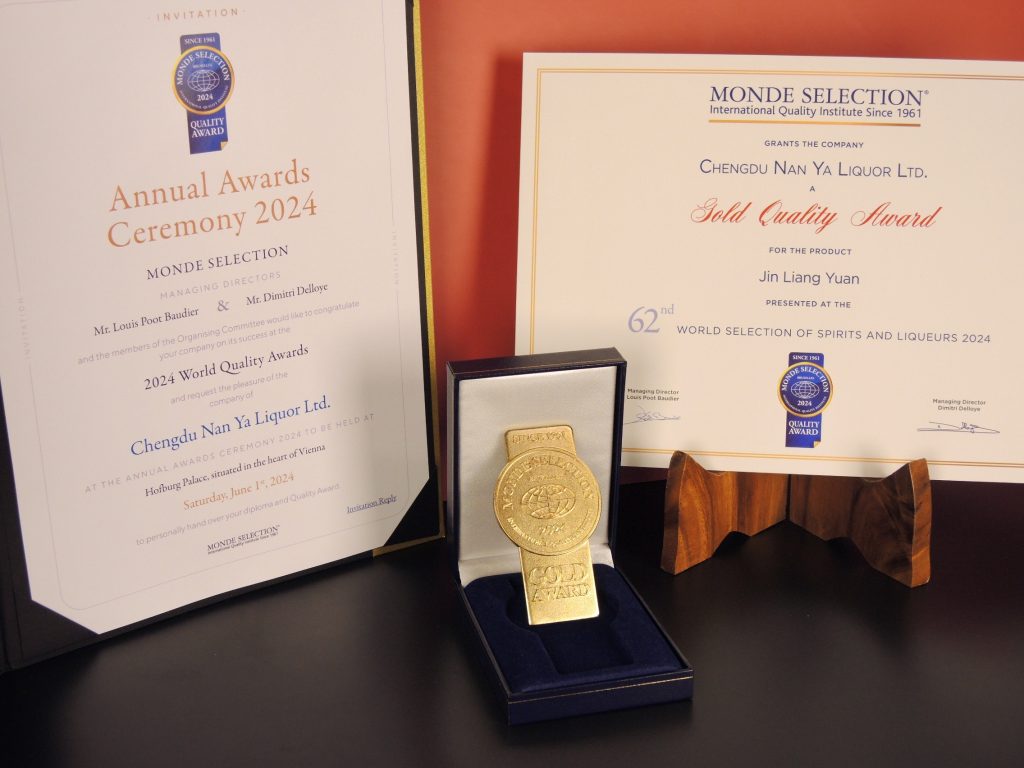 · INVITATION ·
SINCE 1961
MONDE SELECTION
2024
QUALITY
AWARD
Annual Awards
Ceremony 2024
MONDE SELECTION
MANAGING DIRECTORS
Mr. Louis Poot Baudier & Mr. Dimitri Delloye
and the members of the Organising Committee would like to congratulate
your company on its success at the
2024 World Quality Awards
and request the pleasure of the
company of
Chengdu Nan Ya Liquor Ltd.
AT THE ANNUAL AWARDS CEREMONY 2024 TO BE HELD AT
Hofburg Palace, situated in the heart of Vienna
Saturday, June 1st, 2024
to personally hand over your diploma and Quality Award.
Invitation Reply
MONDE SELECTION®
International Quality Institute Since 1961
INVITATION
INVITATION
SINCE 1961
MONDE SELECTION
GOLD
AWARD
MONDE SELECTION®
International Quality Institute Since 1961
GRANTS THE COMPANY
CHENGDU NAN YA LIQUOR LTD.
A
Gold Quality Award
FOR THE PRODUCT
Jin Liang Yuan
PRESENTED AT THE
62nd WORLD SELECTION OF SPIRITS AND LIQUEURS 2024
SINCE 1961
MONDE SELECTION
2024
QUALITY
AWARD
Managing Director
Louis Poot Baudier
Managing Director
Dimitri Delloye